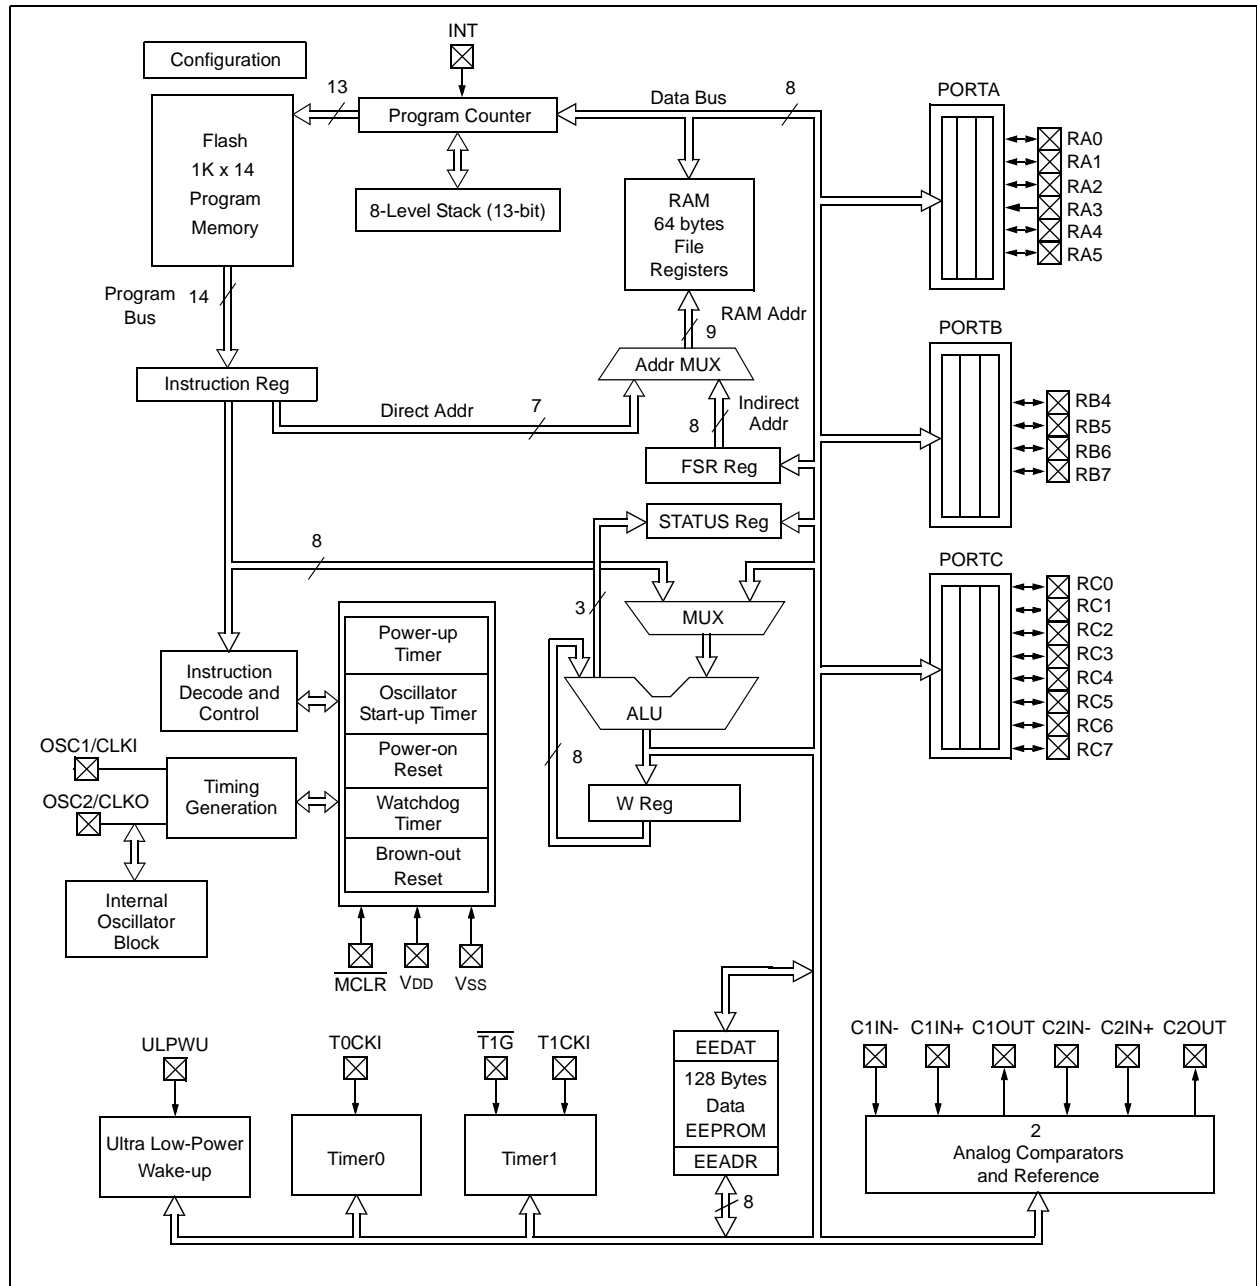 INT
Configuration
13
Program Counter
Data Bus
8
Flash
1K x 14
Program
Memory
8-Level Stack (13-bit)
RAM
64 bytes
File
Registers
PORTA
RA0
RA1
RA2
RA3
RA4
RA5
Program
Bus
14
RAM Addr
9
Addr MUX
Instruction Reg
Direct Addr
7
Indirect
Addr
8
FSR Reg
PORTB
RB4
RB5
RB6
RB7
STATUS Reg
8
3
MUX
PORTC
RC0
RC1
RC2
RC3
RC4
RC5
RC6
RC7
Instruction
Decode and
Control
Power-up
Timer
Oscillator
Start-up Timer
Power-on
Reset
Watchdog
Timer
Brown-out
Reset
ALU
8
W Reg
OSC1/CLKI
OSC2/CLKO
Timing
Generation
Internal
Oscillator
Block
MCLR
VDD
VSS
ULPWU
T0CKI
T1G
T1CKI
Ultra Low-Power
Wake-up
Timer0
Timer1
EEDAT
128 Bytes
Data
EEPROM
EEADR
8
C1IN-
C1IN+
C1OUT
C2IN-
C2IN+
C2OUT
2
Analog Comparators
and Reference